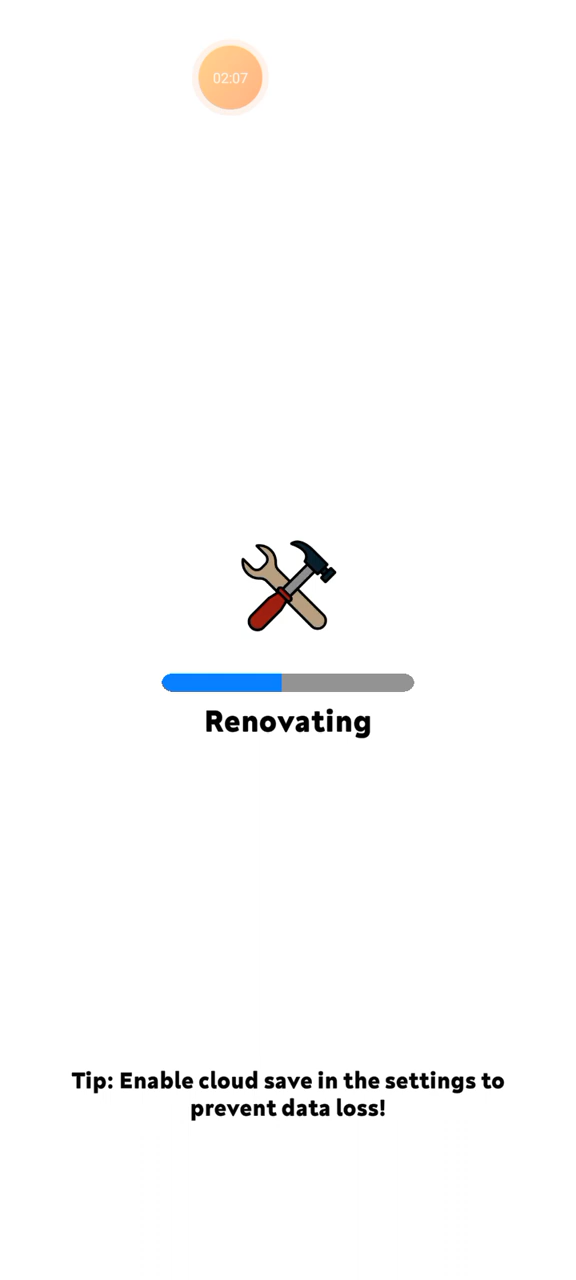 02:07
Renovating
Tip: Enable cloud save in the settings to
prevent data loss!